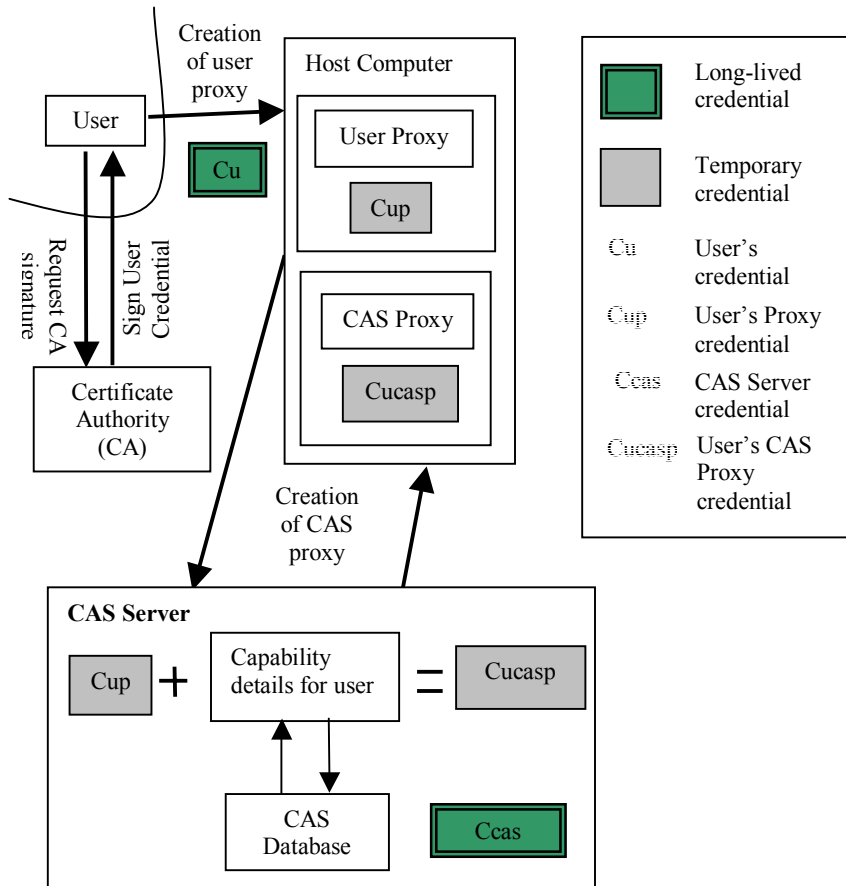 Creation
of user
proxy
User
Cu
Request CA
signature
Sign User
Credential
Certificate
Authority
(CA)
Host Computer
User Proxy
Cup
CAS Proxy
Cucasp
Creation
of CAS
proxy
CAS Server
Cup
+
Capability
details for user
=
Cucasp
CAS
Database
Ccas
Long-lived
credential
Temporary
credential
Cu
User's
credential
Cup
User's Proxy
credential
Ccas
CAS Server
credential
Cucasp
User's CAS
Proxy
credential